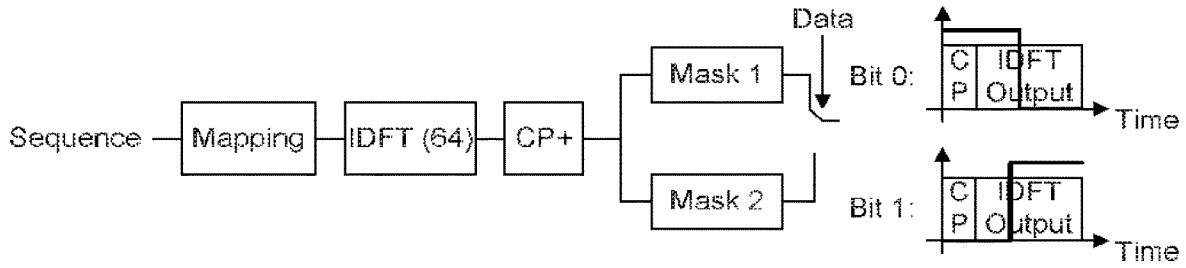 Data
Sequence
Mapping
IDFT (64)
CP+
Mask 1
Mask 2
Bit 0:
C
P
IDFT
Output
Time
Bit 1:
C
P
IDFT
Output
Time